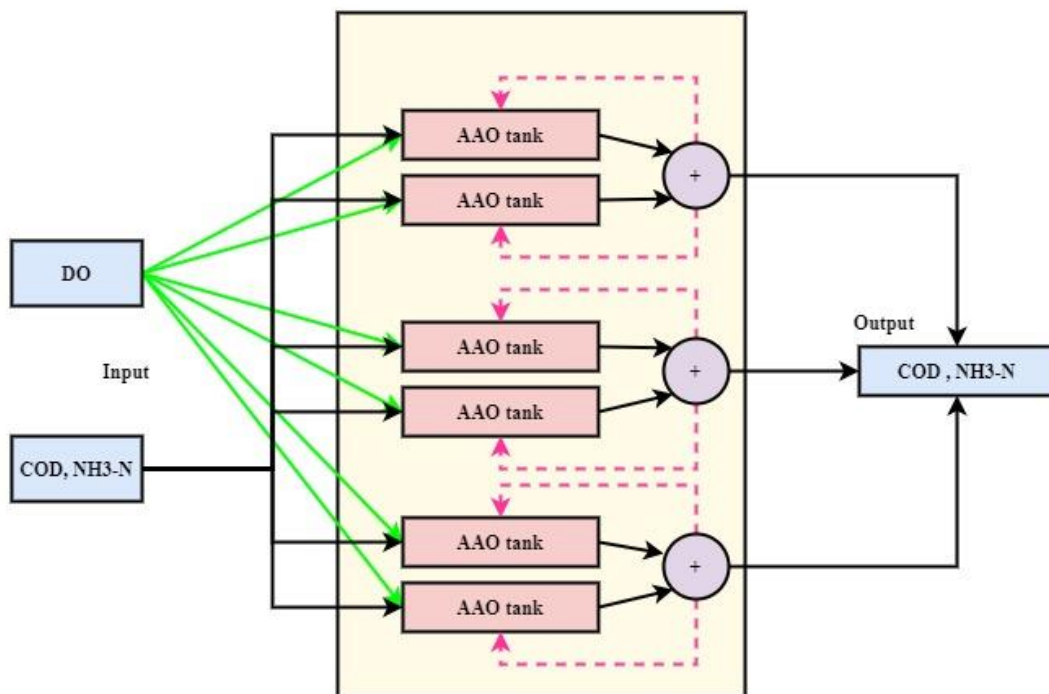 AAO tank
+
AAO tank
DO
Output
AAO tank
+
COD , NH3-N
Input
AAO tank
COD, NH3-N
AAO tank
+
AAO tank